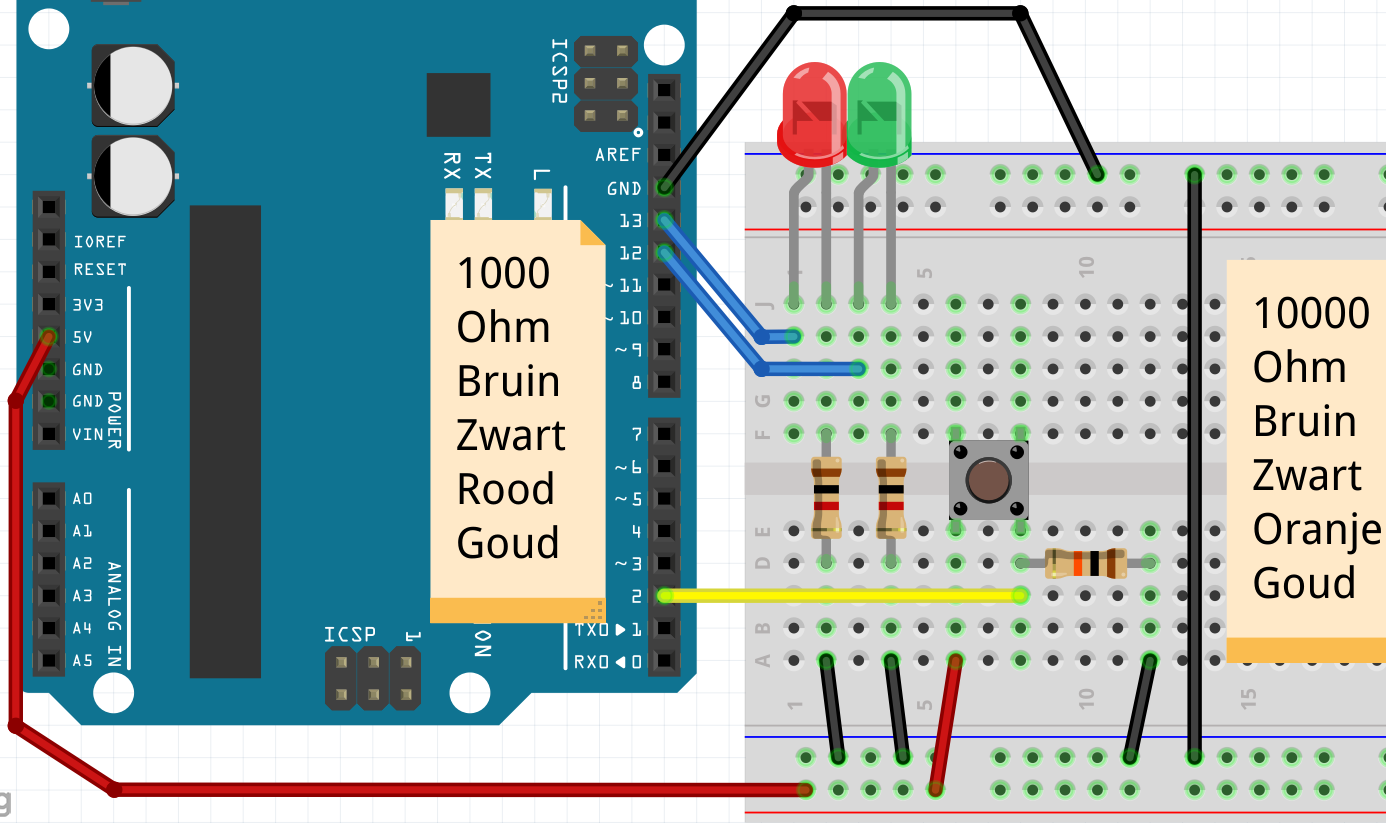 ICSP2
AREF
GND
RX
TX
L
13
12
~11
~10
~9
8
7
~6
~5
4
~3
2
TX0▶1
RX0◀0
IOREF
RESET
3V3
5V
GND
GND
VIN
POWER
A0
A1
A2
A3
A4
A5
ANALOG IN
ICSP
1
ON
1000
Ohm
Bruin
Zwart
Rood
Goud
1
5
10
J
G
F
E
D
B
A
1
5
10
15
10000
Ohm
Bruin
Zwart
Oranje
Goud
g